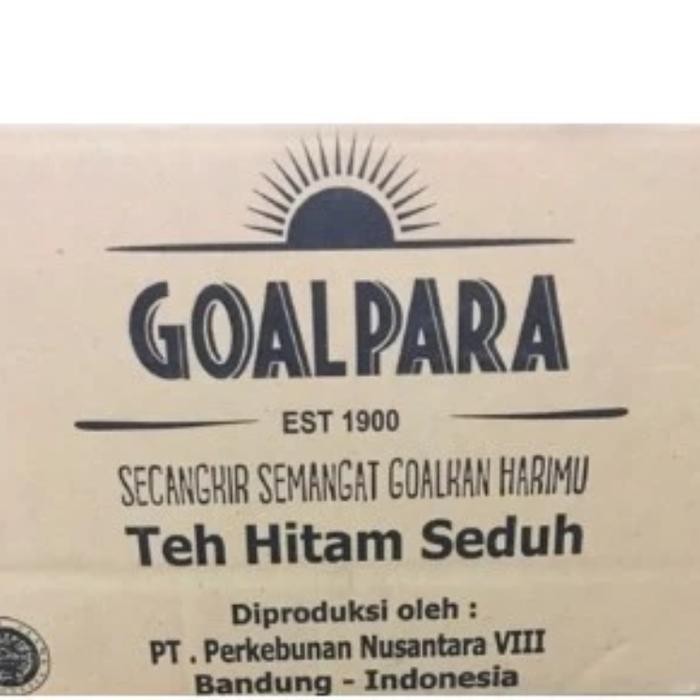 GOALPARA
EST 1900
SECANGKIR SEMANGAT GOALKAN HARIMU
Teh Hitam Seduh
Diproduksi oleh :
PT . Perkebunan Nusantara VIII
Bandung - Indonesia